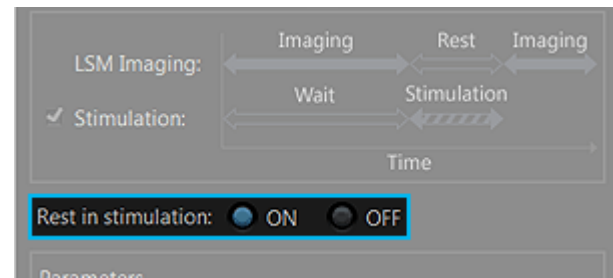 Imaging Rest Imaging
LSM Imaging:
Wait Stimulation
Stimulation:
Time
Rest in stimulation: ON OFF
Parameters